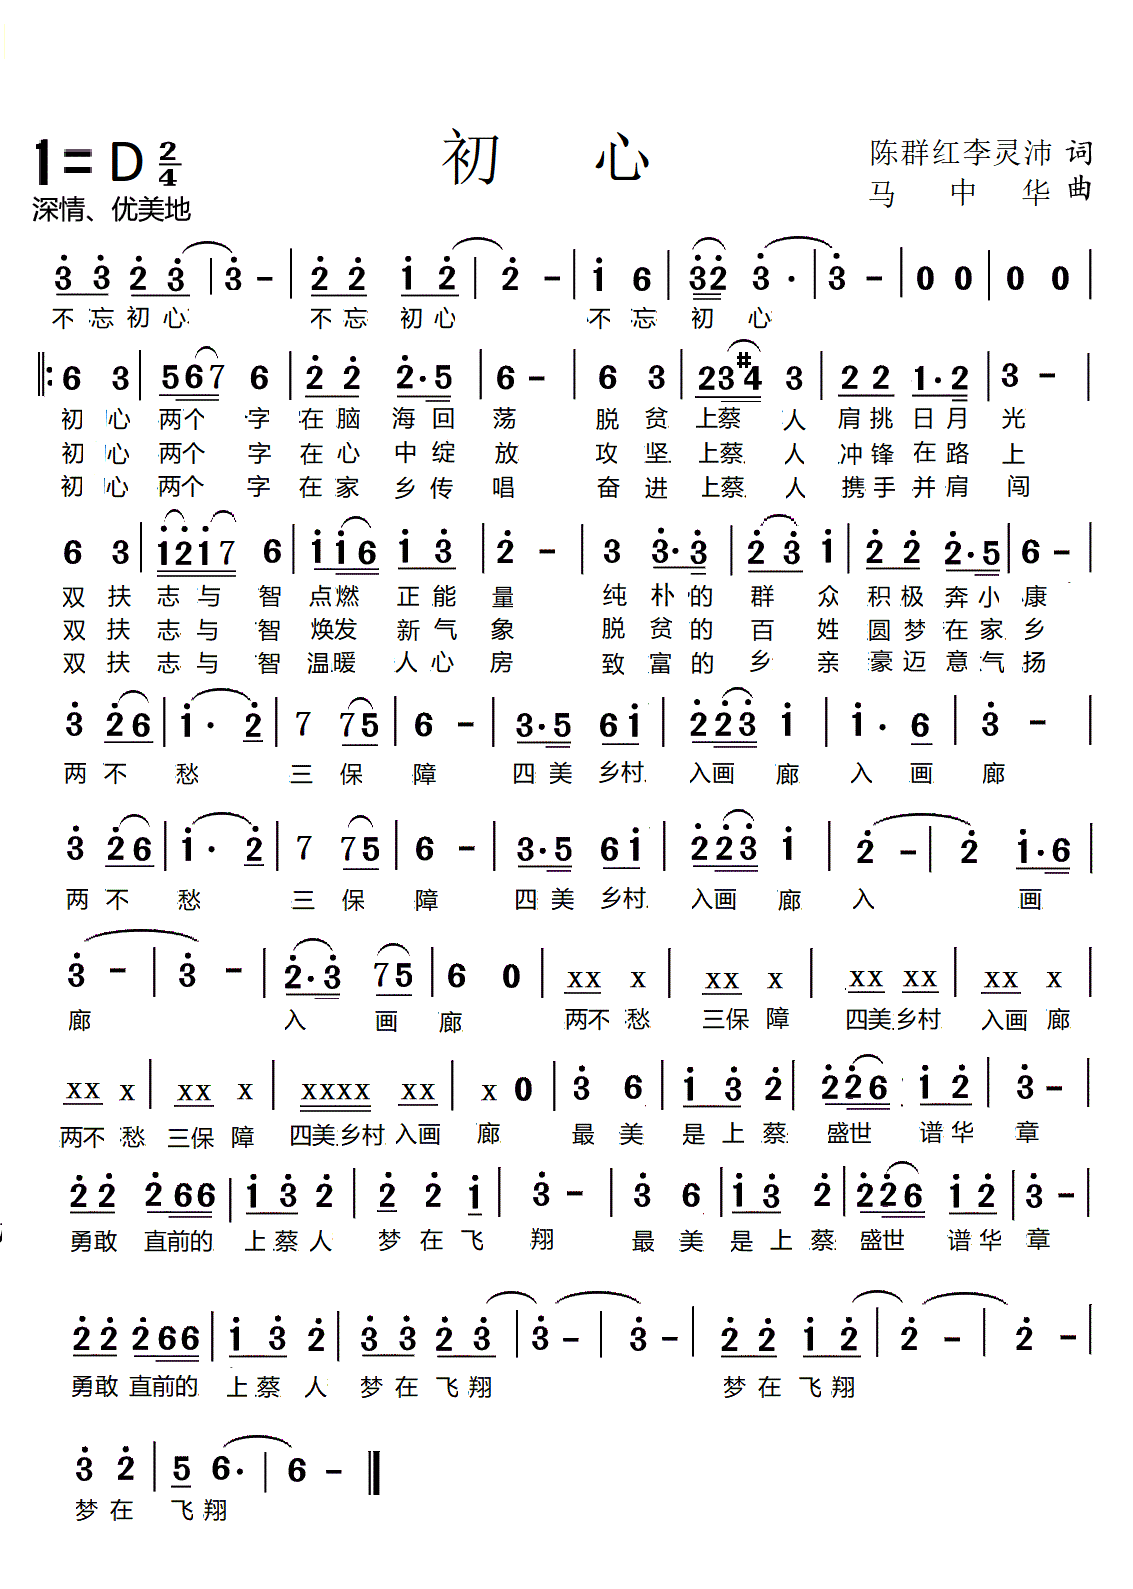 初 心
1=D 2/4
陈群红李灵沛 词
深情、优美地
马 中 华 曲
3 3 2 3 | 3 - | 2 2 1 2 | 2 - | 1 6 | 32 3 · | 3 - | 0 0 | 0 0 |
不忘初心 不忘初心 不忘初心
6 3 | 567 6 | 2 2 2·5 | 6 - | 6 3 | 23#4 3 | 2 2 1·2 | 3 - |
初心两个字在脑海回荡 脱贫上蔡人肩挑日月光
初心两个字在心中绽放 攻坚上蔡人冲锋在路上
初心两个字在家乡传唱 奋进上蔡人携手并肩闯
6 3 | 1217 6 | 1 16 1 3 | 2 - | 3 3·3 | 2 3 1 | 2 2 2·5 | 6 - |
双扶志与智点燃正能量 纯朴的群众积极奔小康
双扶志与智焕发新气象 脱贫的百姓圆梦在家乡
双扶志与智温暖人心房 致富的乡亲豪迈意气扬
3 26 | 1 · 2 | 7 75 | 6 - | 3·5 61 | 223 1 | 1 · 6 | 3 - |
两不愁 三保障 四美乡村入画廊 入画廊
3 26 | 1 · 2 | 7 75 | 6 - | 3·5 61 | 223 1 | 2 - | 2 1·6 |
两不愁 三保障 四美乡村入画廊 入 画
3 - | 3 - | 2·3 75 | 6 0 | xx x | xx x | xx xx | xx x |
廊 入画廊 两不愁 三保障 四美乡村 入画廊
xx x | xx x | xxxx xx | x 0 | 3 6 | 1 3 2 | 226 1 2 | 3 - |
两不愁 三保障 四美乡村入画廊 最美是上蔡 盛世谱华章
2 2 266 | 1 3 2 | 2 2 1 | 3 - | 3 6 | 1 3 2 | 226 1 2 | 3 - |
勇敢直前的上蔡人 梦在飞翔 最美是上蔡盛世谱华章
2 2 266 | 1 3 2 | 3 3 2 3 | 3 - | 3 - | 2 2 1 2 | 2 - | 2 - |
勇敢直前的上蔡人梦在飞翔 梦在飞翔
3 2 | 5 6· | 6 - ‖
梦在飞翔